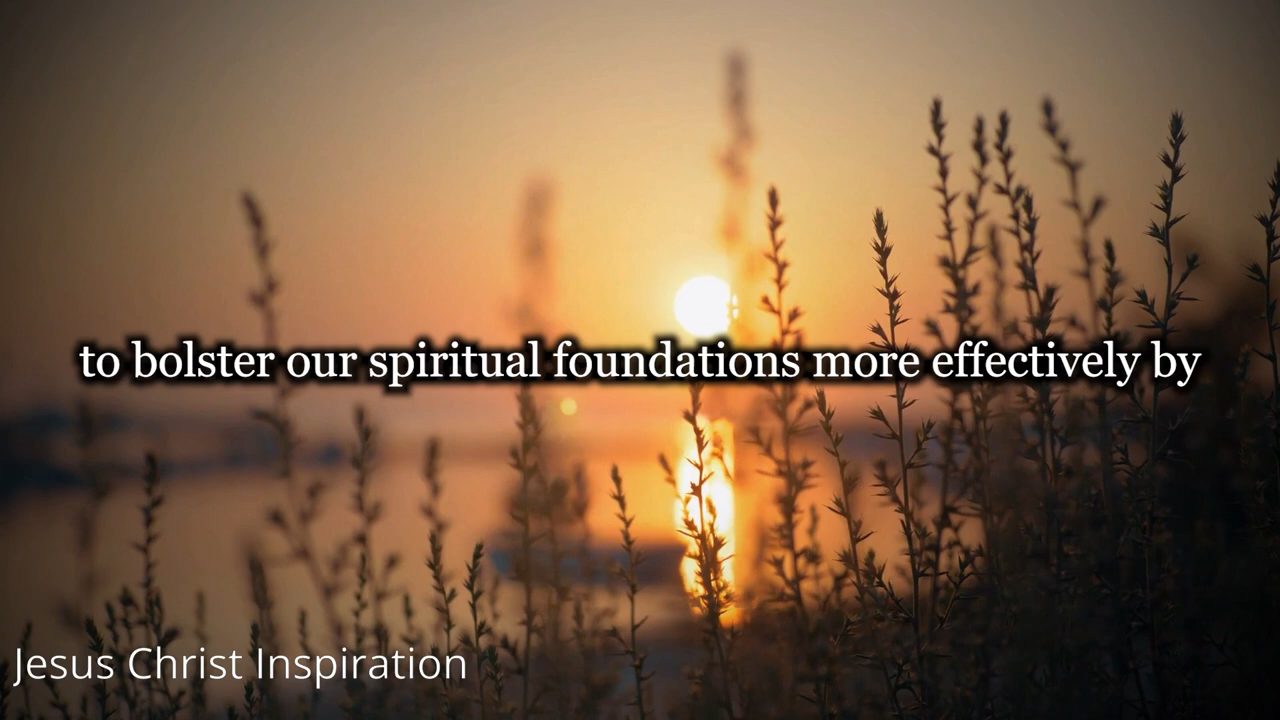 to bolster our spiritual foundations more effectively by
Jesus Christ Inspiration